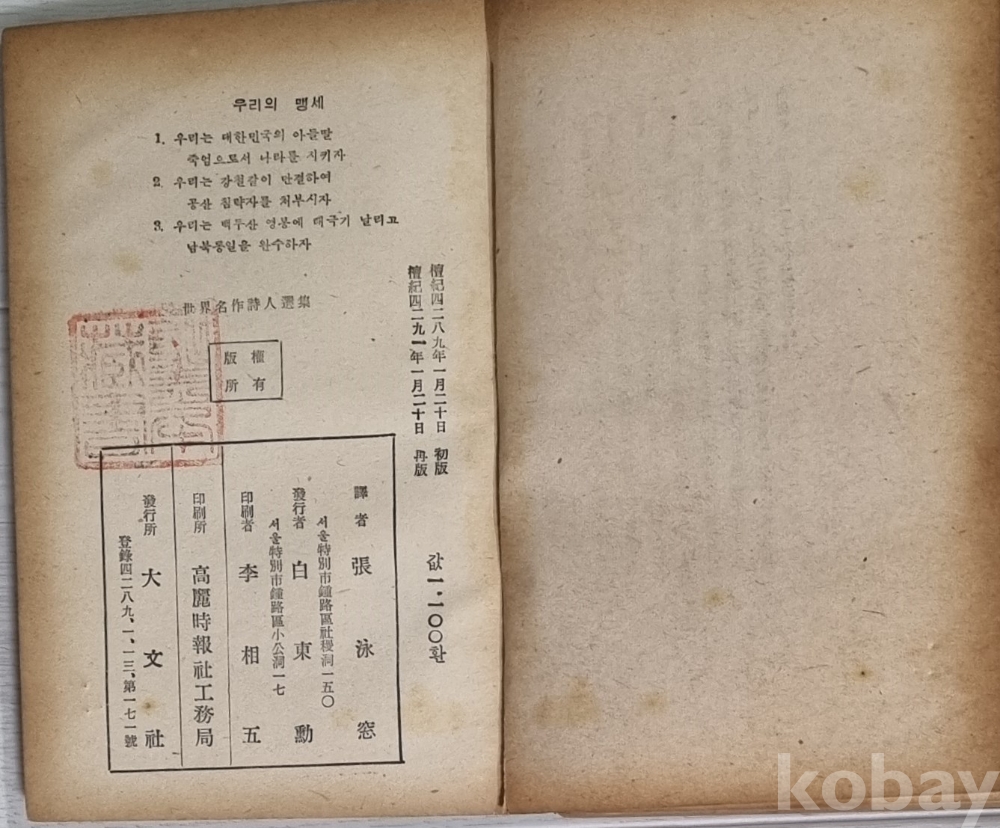 우리의 맹세
1. 우리는 대한민국의 아들딸
죽엄으로서 나라를 지키자
2. 우리는 강철같이 단결하여
공산 침략자를 처부시자
3. 우리는 백두산 영봉에 태극기 날리고
남북통일을 완수하자
世界名作詩人選集
版權
所有
檀紀四二八九年一月二十日 初版
檀紀四二九一年一月二十日 再版
값 一·一〇〇환
譯者 張泳窓
서울特別市鐘路區社稷洞一五〇
發行者 白東勳
서울特別市鐘路區小公洞一七
印刷者 李相五
印刷所 高麗時報社工務局
發行所 大文社
登錄四二八九、一、一三、第一七一號
kobay